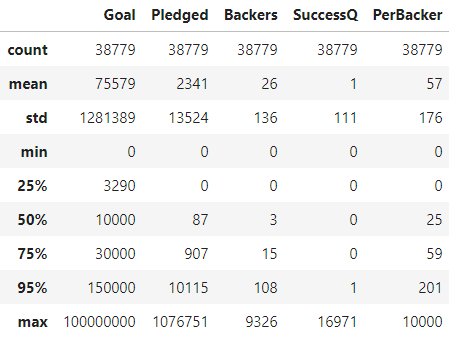 Goal Pledged Backers SuccessQ PerBacker
count 38779 38779 38779 38779 38779
mean 75579 2341 26 1 57
std 1281389 13524 136 111 176
min 0 0 0 0 0
25% 3290 0 0 0 0
50% 10000 87 3 0 25
75% 30000 907 15 0 59
95% 150000 10115 108 1 201
max 100000000 1076751 9326 16971 10000